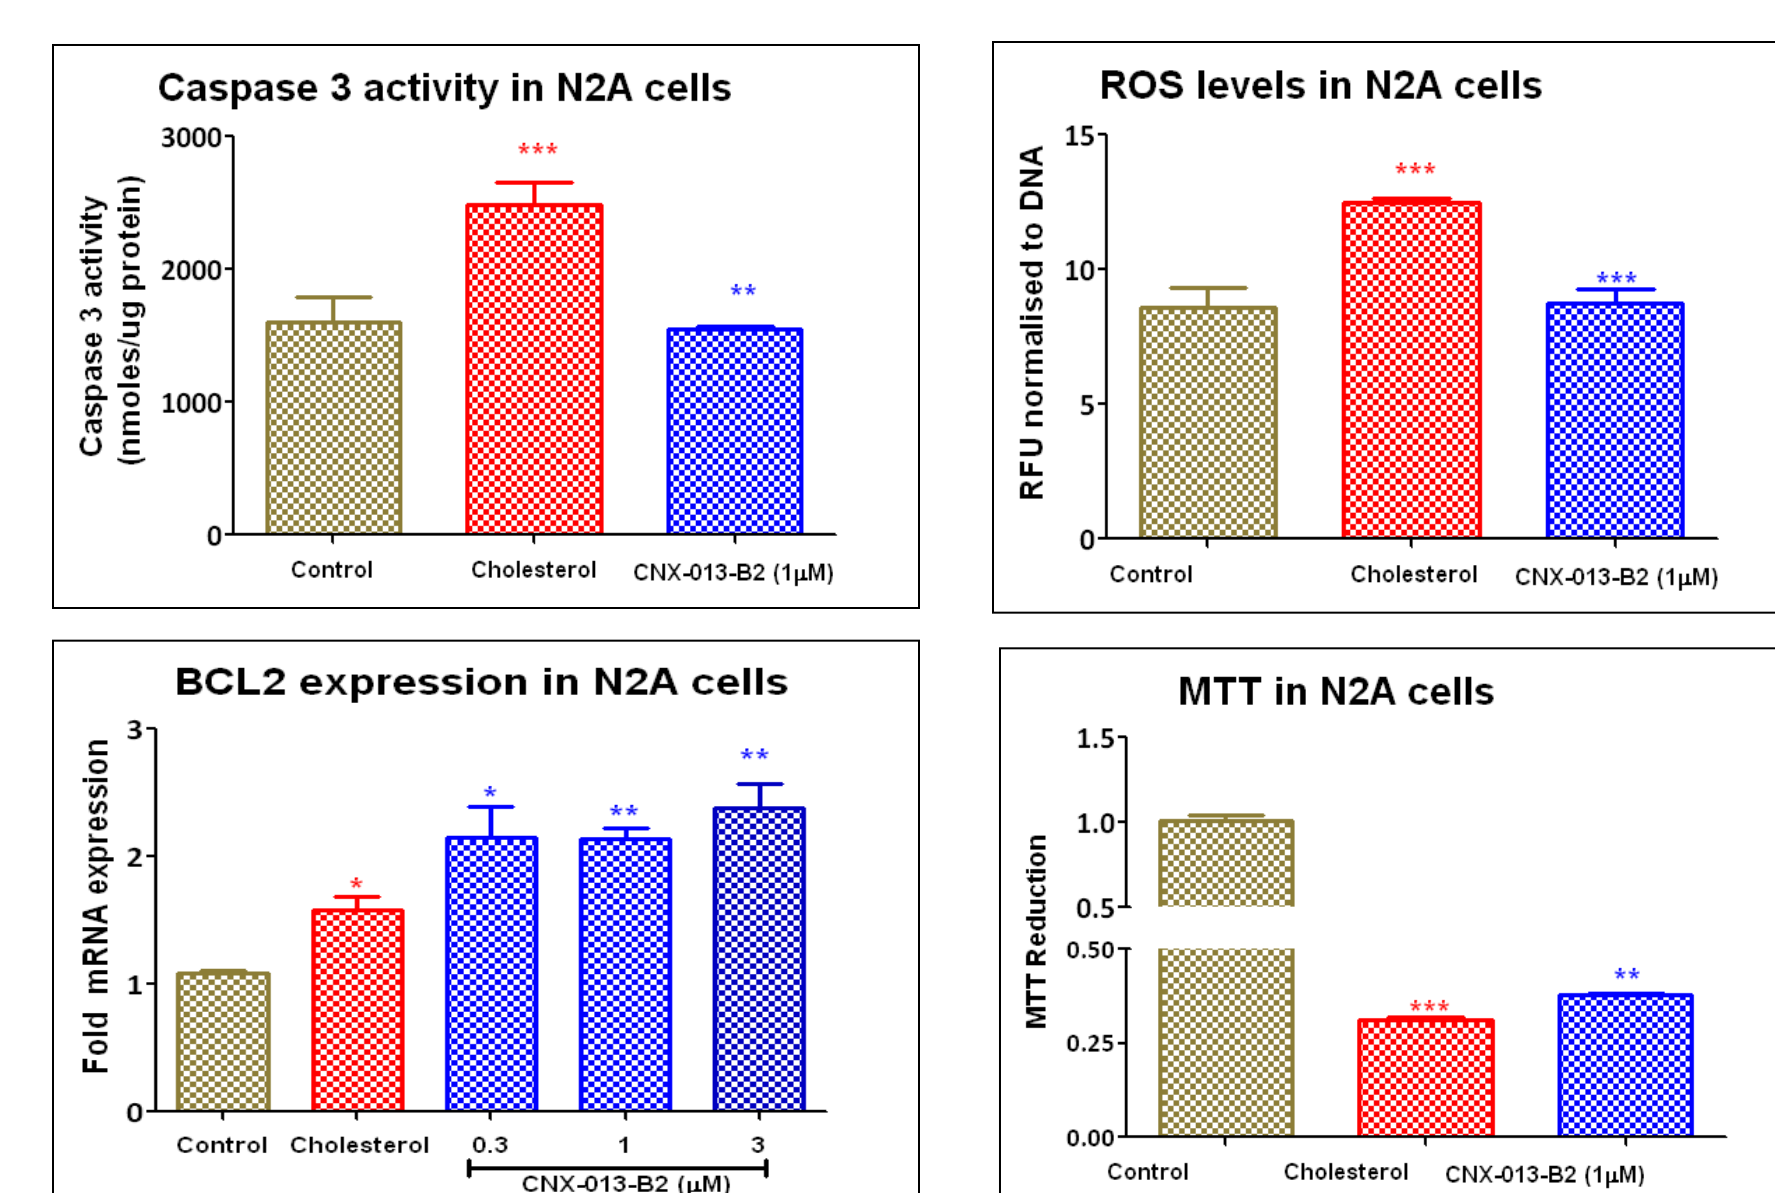 Caspase 3 activity in N2A cells
Caspase 3 activity
(nmoles/ug protein)
3000
2000
1000
0
***
**
Control
Cholesterol
CNX-013-B2 (1µM)
ROS levels in N2A cells
RFU normalised to DNA
15
10
5
0
***
***
Control
Cholesterol
CNX-013-B2 (1µM)
BCL2 expression in N2A cells
Fold mRNA expression
3
2
1
0
*
*
**
**
Control
Cholesterol
0.3
1
3
CNX-013-B2 (µM)
MTT in N2A cells
MTT Reduction
1.5
1.0
0.5
0.50
0.25
0.00
***
**
Control
Cholesterol
CNX-013-B2 (1µM)